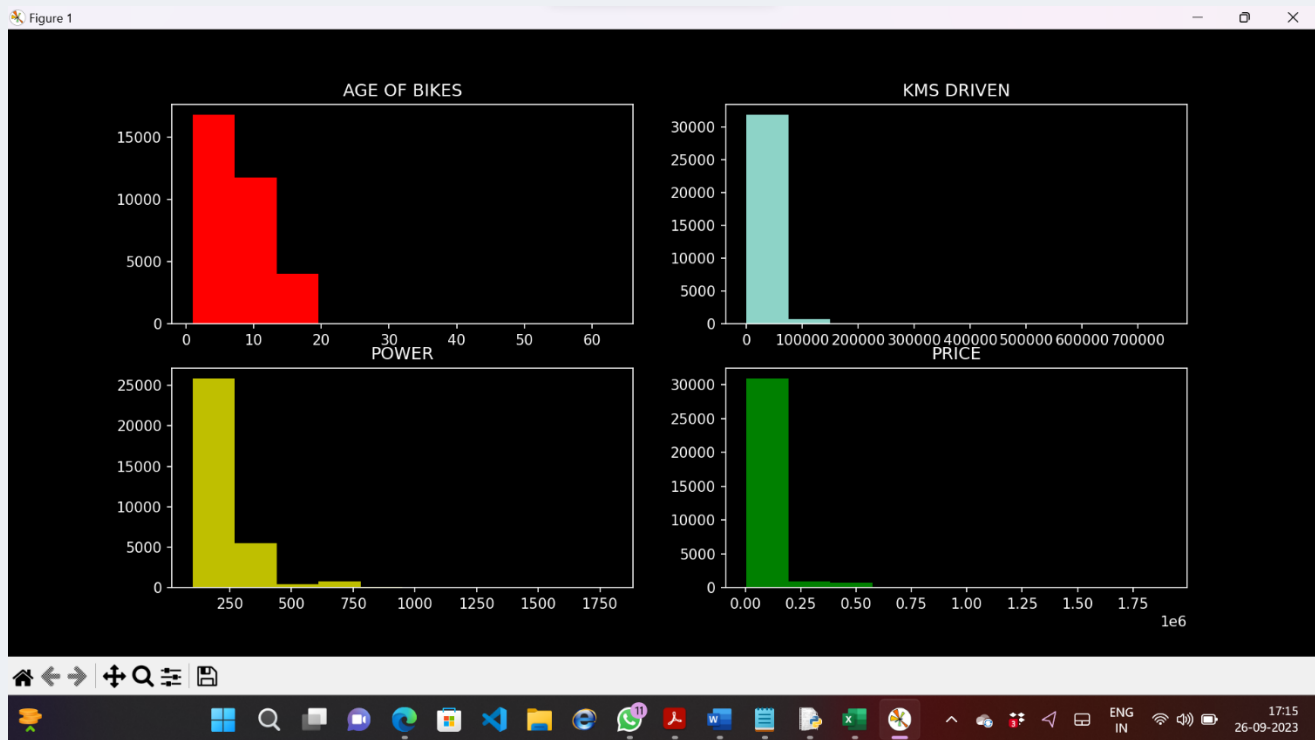 Figure 1
AGE OF BIKES
15000
10000
5000
0
0 10 20 30 40 50 60
KMS DRIVEN
30000
25000
20000
15000
10000
5000
0
0 100000 200000 300000 400000 500000 600000 700000
POWER
25000
20000
15000
10000
5000
0
250 500 750 1000 1250 1500 1750
PRICE
30000
25000
20000
15000
10000
5000
0
0.00 0.25 0.50 0.75 1.00 1.25 1.50 1.75
1e6
11
W
X
3
ENG
IN
17:15
26-09-2023